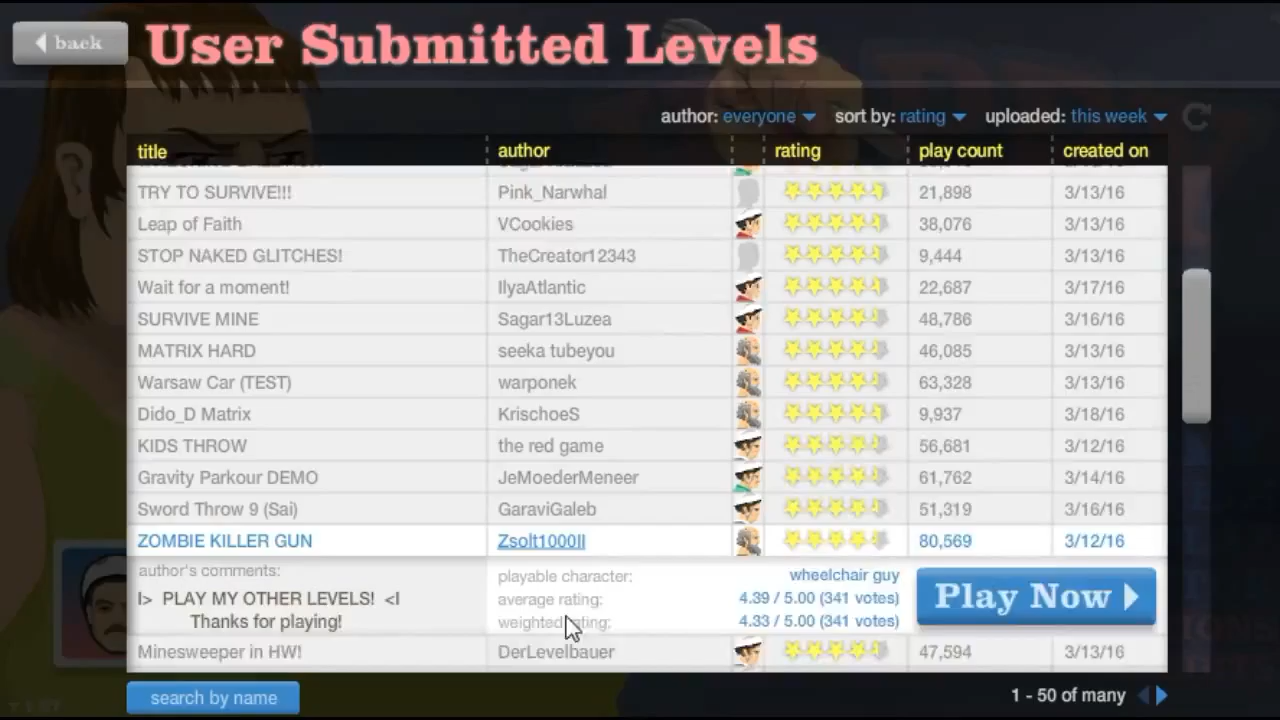 back
User Submitted Levels
author: everyone sort by: rating uploaded: this week
title author rating play count created on
TRY TO SURVIVE!!! Pink_Narwhal 21,898 3/13/16
Leap of Faith VCookies 38,076 3/13/16
STOP NAKED GLITCHES! TheCreator12343 9,444 3/13/16
Wait for a moment! IlyaAtlantic 22,687 3/17/16
SURVIVE MINE Sagar13Luzea 48,786 3/16/16
MATRIX HARD seeka tubeyou 46,085 3/13/16
Warsaw Car (TEST) warponek 63,328 3/13/16
Dido_D Matrix KrischoeS 9,937 3/18/16
KIDS THROW the red game 56,681 3/12/16
Gravity Parkour DEMO JeMoederMeneer 61,762 3/14/16
Sword Throw 9 (Sai) GaraviGaleb 51,319 3/16/16
ZOMBIE KILLER GUN Zsolt1000II 80,569 3/12/16
author's comments:
I> PLAY MY OTHER LEVELS! <I
Thanks for playing!
playable character: wheelchair guy
average rating: 4.39 / 5.00 (341 votes)
weighted rating: 4.33 / 5.00 (341 votes)
Play Now
Minesweeper in HW! DerLevelbauer 47,594 3/13/16
search by name
1 - 50 of many